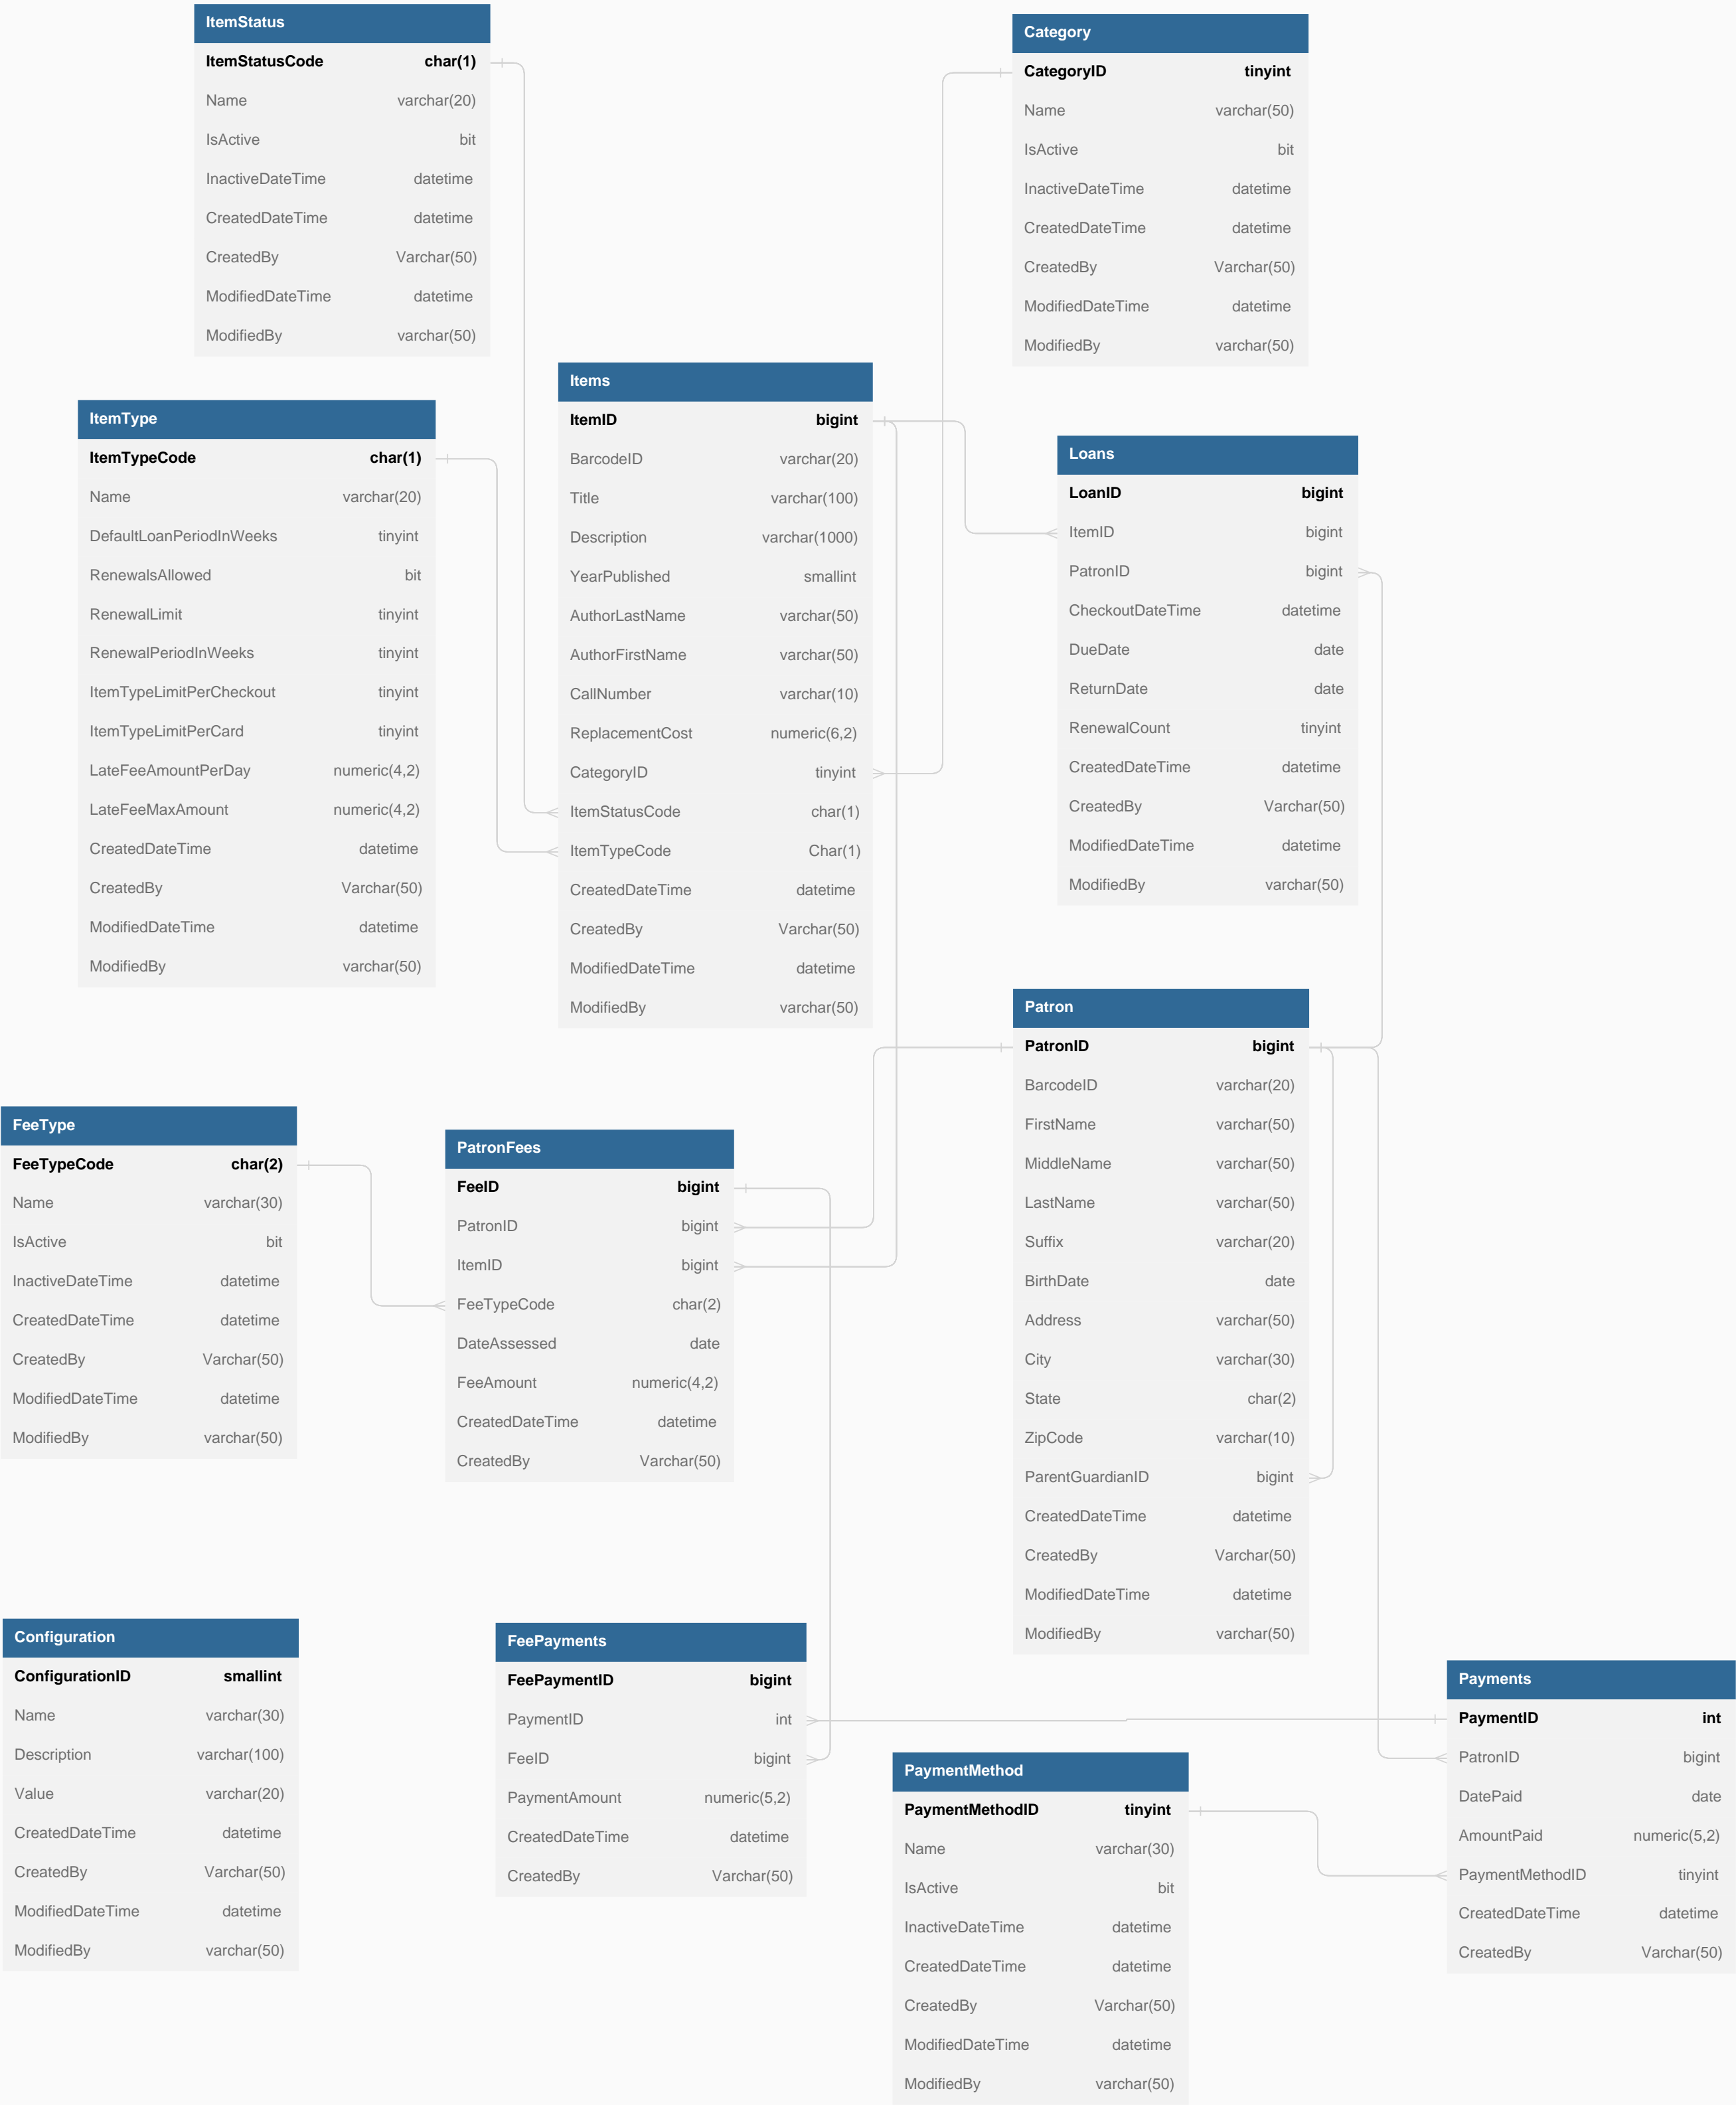 ItemStatus
ItemStatusCode char(1)
Name varchar(20)
IsActive bit
InactiveDateTime datetime
CreatedDateTime datetime
CreatedBy Varchar(50)
ModifiedDateTime datetime
ModifiedBy varchar(50)
Category
CategoryID tinyint
Name varchar(50)
IsActive bit
InactiveDateTime datetime
CreatedDateTime datetime
CreatedBy Varchar(50)
ModifiedDateTime datetime
ModifiedBy varchar(50)
ItemType
ItemTypeCode char(1)
Name varchar(20)
DefaultLoanPeriodInWeeks tinyint
RenewalsAllowed bit
RenewalLimit tinyint
RenewalPeriodInWeeks tinyint
ItemTypeLimitPerCheckout tinyint
ItemTypeLimitPerCard tinyint
LateFeeAmountPerDay numeric(4,2)
LateFeeMaxAmount numeric(4,2)
CreatedDateTime datetime
CreatedBy Varchar(50)
ModifiedDateTime datetime
ModifiedBy varchar(50)
Items
ItemID bigint
BarcodeID varchar(20)
Title varchar(100)
Description varchar(1000)
YearPublished smallint
AuthorLastName varchar(50)
AuthorFirstName varchar(50)
CallNumber varchar(10)
ReplacementCost numeric(6,2)
CategoryID tinyint
ItemStatusCode char(1)
ItemTypeCode Char(1)
CreatedDateTime datetime
CreatedBy Varchar(50)
ModifiedDateTime datetime
ModifiedBy varchar(50)
Loans
LoanID bigint
ItemID bigint
PatronID bigint
CheckoutDateTime datetime
DueDate date
ReturnDate date
RenewalCount tinyint
CreatedDateTime datetime
CreatedBy Varchar(50)
ModifiedDateTime datetime
ModifiedBy varchar(50)
Patron
PatronID bigint
BarcodeID varchar(20)
FirstName varchar(50)
MiddleName varchar(50)
LastName varchar(50)
Suffix varchar(20)
BirthDate date
Address varchar(50)
City varchar(30)
State char(2)
ZipCode varchar(10)
ParentGuardianID bigint
CreatedDateTime datetime
CreatedBy Varchar(50)
ModifiedDateTime datetime
ModifiedBy varchar(50)
FeeType
FeeTypeCode char(2)
Name varchar(30)
IsActive bit
InactiveDateTime datetime
CreatedDateTime datetime
CreatedBy Varchar(50)
ModifiedDateTime datetime
ModifiedBy varchar(50)
PatronFees
FeeID bigint
PatronID bigint
ItemID bigint
FeeTypeCode char(2)
DateAssessed date
FeeAmount numeric(4,2)
CreatedDateTime datetime
CreatedBy Varchar(50)
Configuration
ConfigurationID smallint
Name varchar(30)
Description varchar(100)
Value varchar(20)
CreatedDateTime datetime
CreatedBy Varchar(50)
ModifiedDateTime datetime
ModifiedBy varchar(50)
FeePayments
FeePaymentID bigint
PaymentID int
FeeID bigint
PaymentAmount numeric(5,2)
CreatedDateTime datetime
CreatedBy Varchar(50)
PaymentMethod
PaymentMethodID tinyint
Name varchar(30)
IsActive bit
InactiveDateTime datetime
CreatedDateTime datetime
CreatedBy Varchar(50)
ModifiedDateTime datetime
ModifiedBy varchar(50)
Payments
PaymentID int
PatronID bigint
DatePaid date
AmountPaid numeric(5,2)
PaymentMethodID tinyint
CreatedDateTime datetime
CreatedBy Varchar(50)